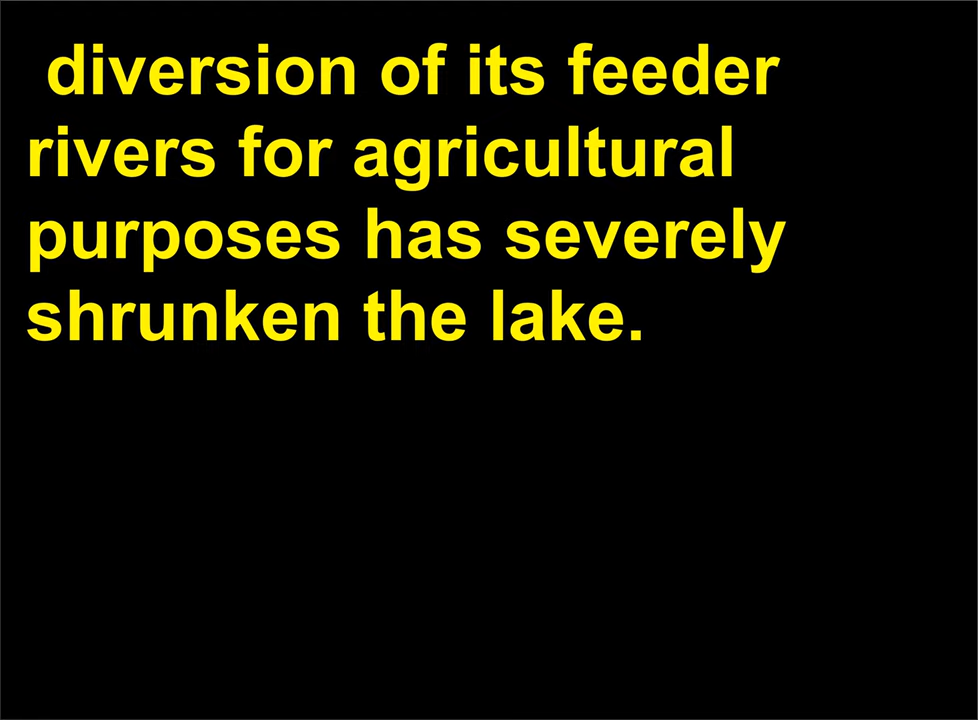 diversion of its feeder
rivers for agricultural
purposes has severely
shrunken the lake.